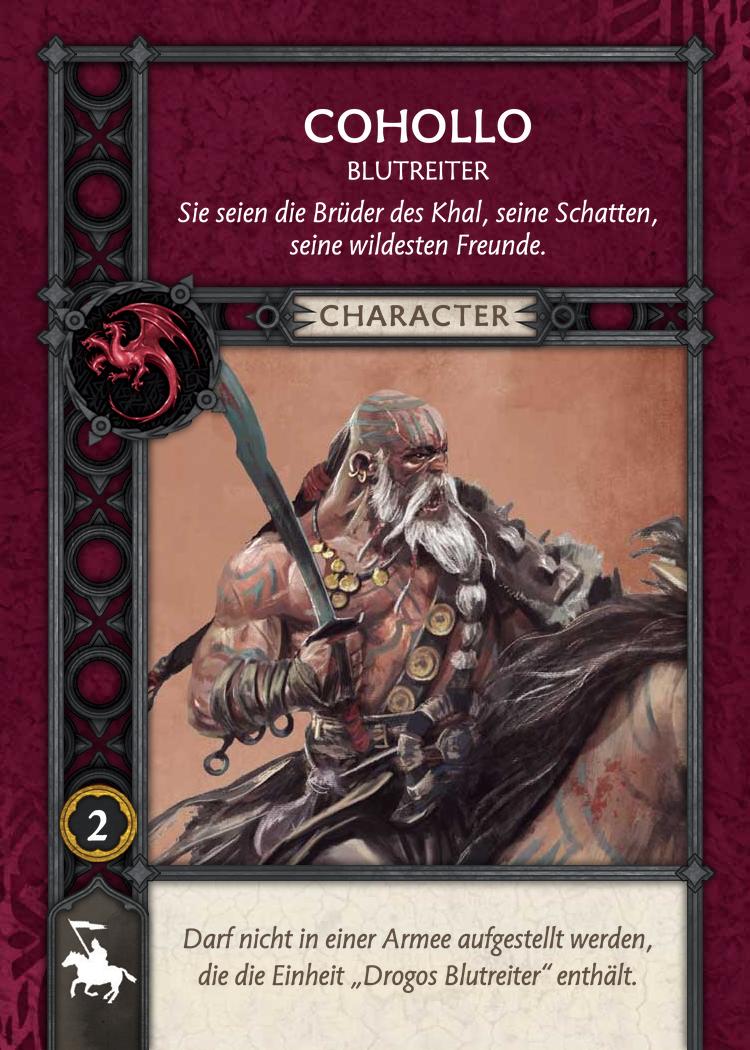 COHOLLO
BLUTREITER
Sie seien die Brüder des Khal, seine Schatten,
seine wildesten Freunde.
CHARACTER
2
Darf nicht in einer Armee aufgestellt werden,
die die Einheit „Drogos Blutreiter“ enthält.